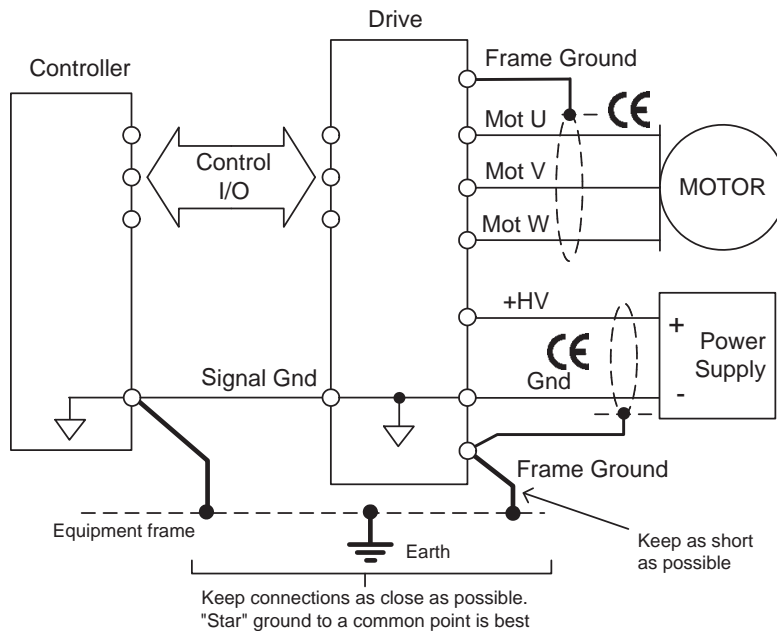 Drive
Controller
Frame Ground
CE
Mot U
Control
I/O
Mot V
MOTOR
Mot W
+HV
+
Power
Supply
CE
Signal Gnd
Gnd
-
Frame Ground
Equipment frame
Earth
Keep as short
as possible
Keep connections as close as possible.
"Star" ground to a common point is best